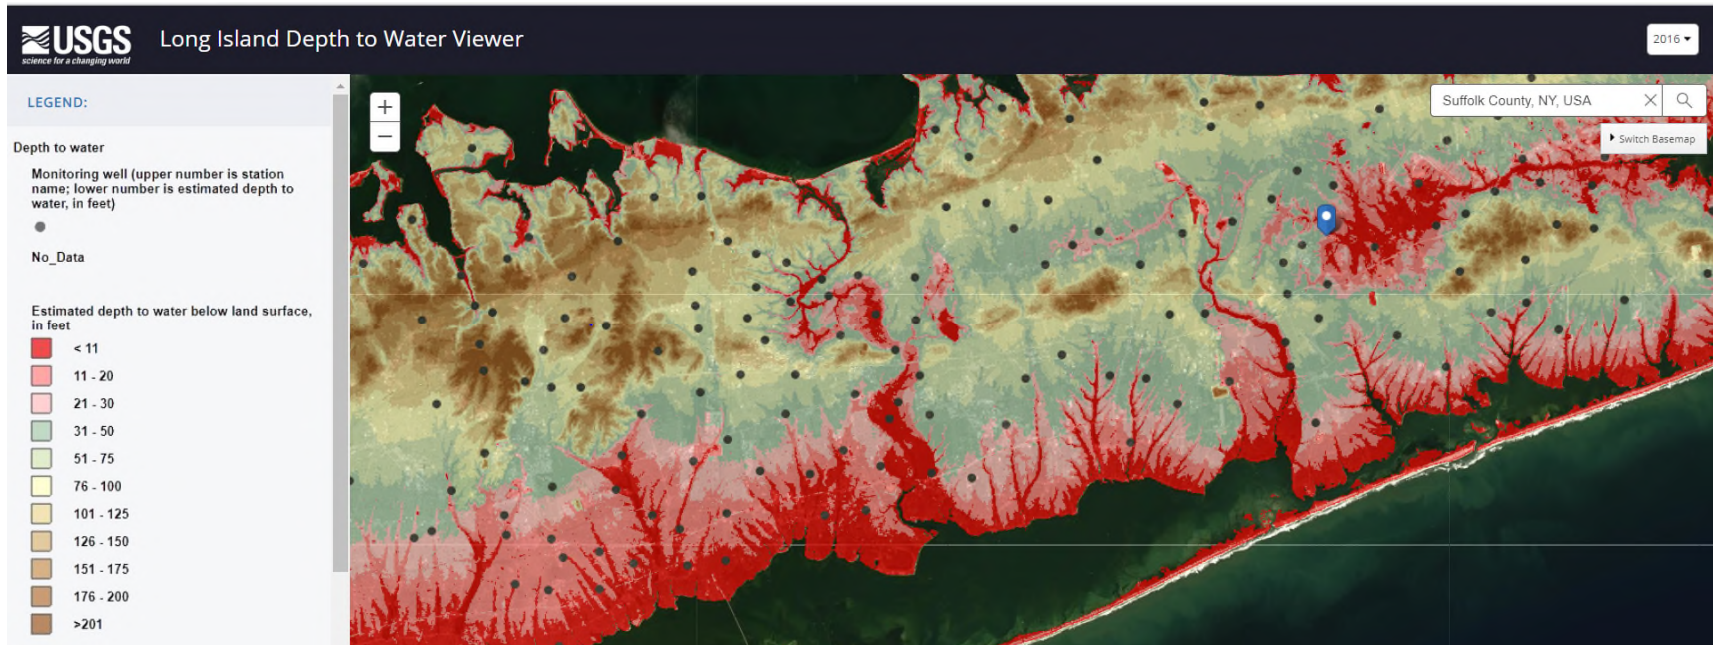 USGS
science for a changing world
Long Island Depth to Water Viewer
2016
LEGEND:
Depth to water
Monitoring well (upper number is station
name; lower number is estimated depth to
water, in feet)
No_Data
Estimated depth to water below land surface,
in feet
< 11
11 - 20
21 - 30
31 - 50
51 - 75
76 - 100
101 - 125
126 - 150
151 - 175
176 - 200
>201
+
−
Suffolk County, NY, USA
Switch Basemap